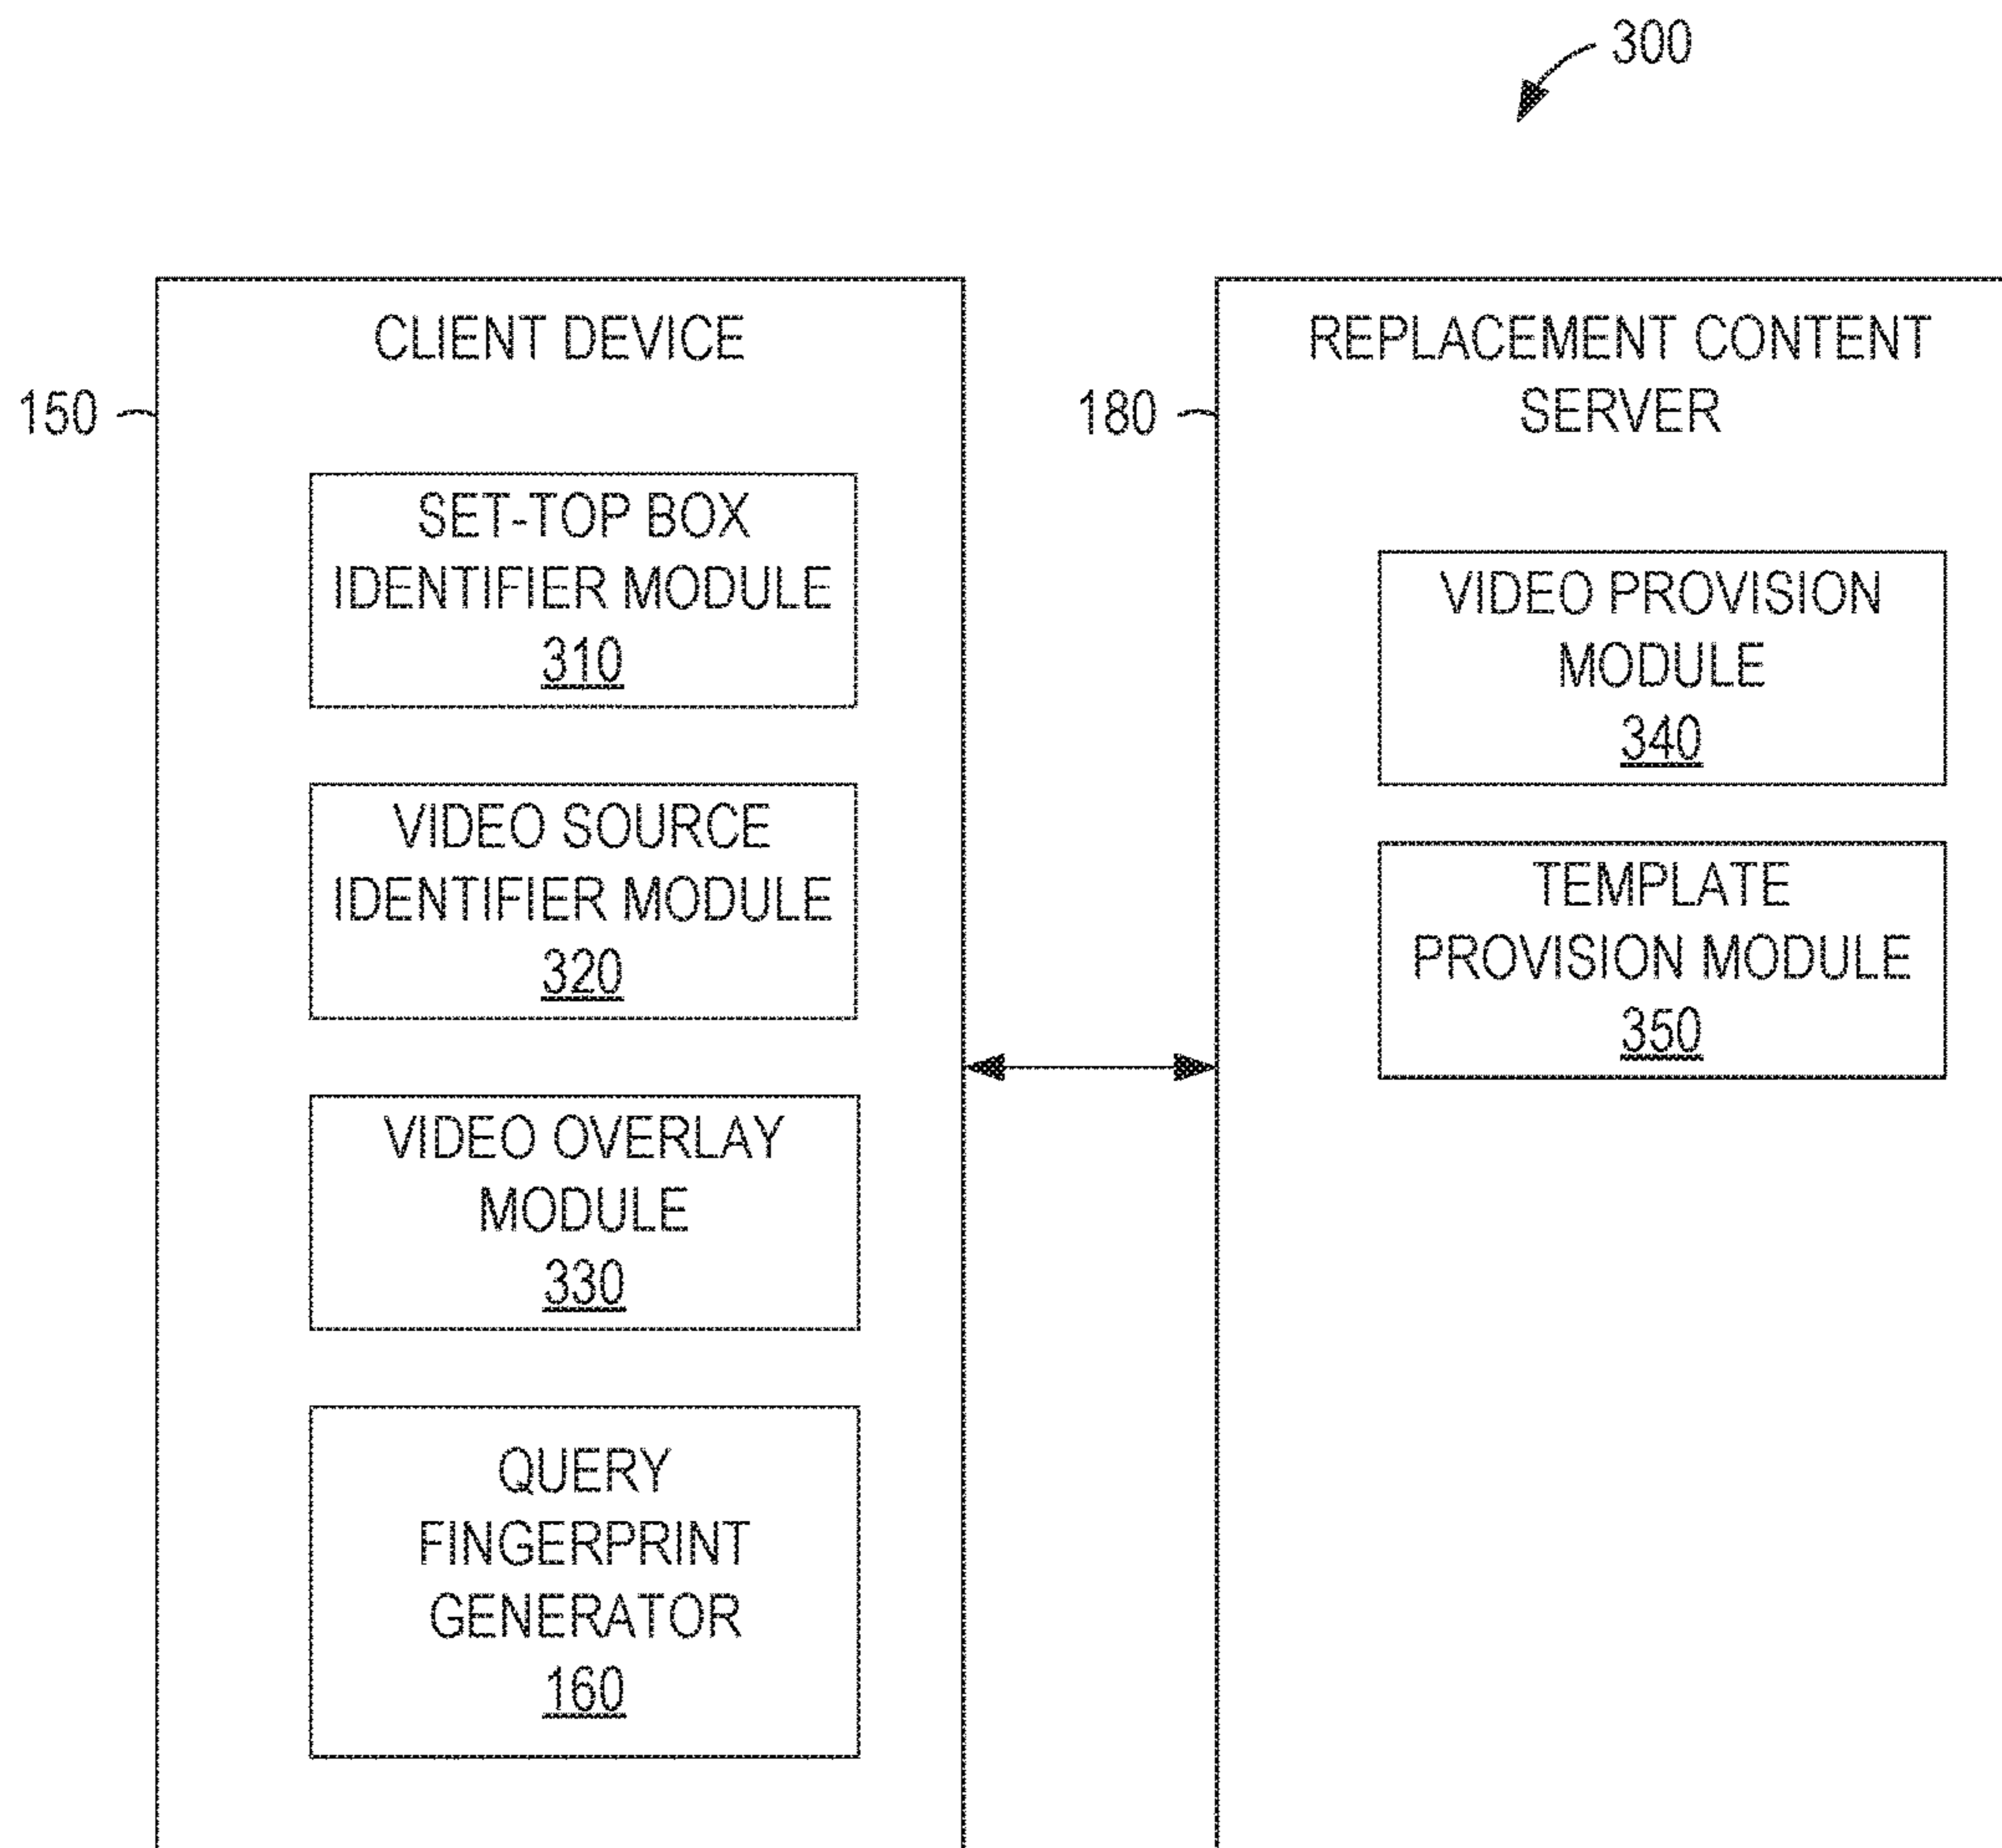 300
CLIENT DEVICE
150
SET-TOP BOX
IDENTIFIER MODULE
310
VIDEO SOURCE
IDENTIFIER MODULE
320
VIDEO OVERLAY
MODULE
330
QUERY
FINGERPRINT
GENERATOR
160
REPLACEMENT CONTENT
SERVER
180
VIDEO PROVISION
MODULE
340
TEMPLATE
PROVISION MODULE
350